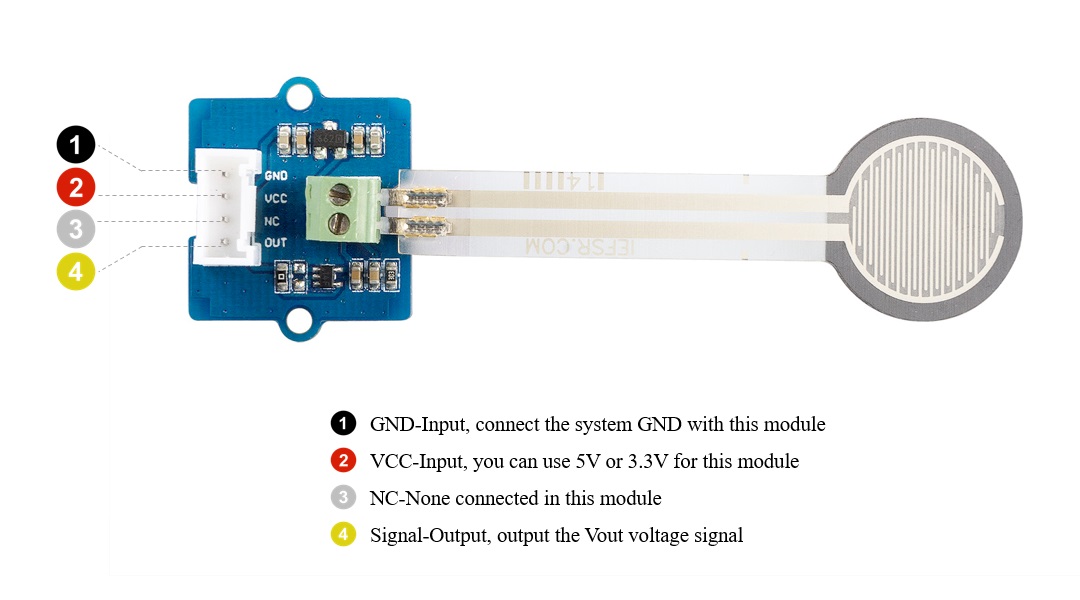 1
2
3
4
GND
VCC
NC
OUT
IEFSR.COM
1 GND-Input, connect the system GND with this module
2 VCC-Input, you can use 5V or 3.3V for this module
3 NC-None connected in this module
4 Signal-Output, output the Vout voltage signal